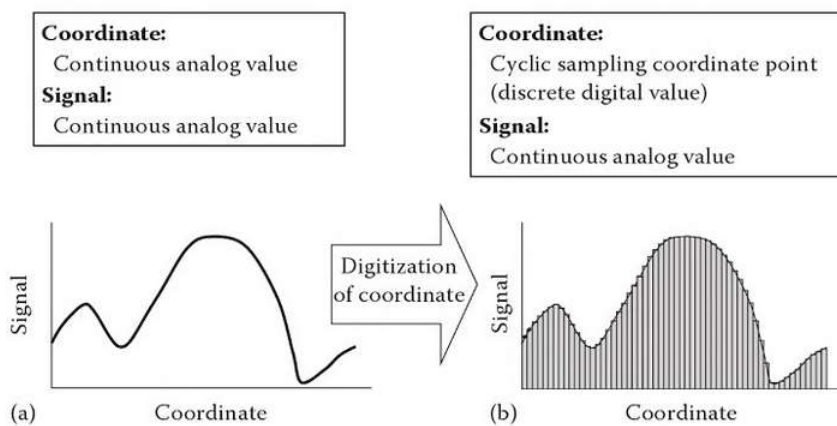 Coordinate:
Continuous analog value
Signal:
Continuous analog value
Coordinate:
Cyclic sampling coordinate point
(discrete digital value)
Signal:
Continuous analog value
Signal
Digitization
of coordinate
Signal
(a)
Coordinate
(b)
Coordinate